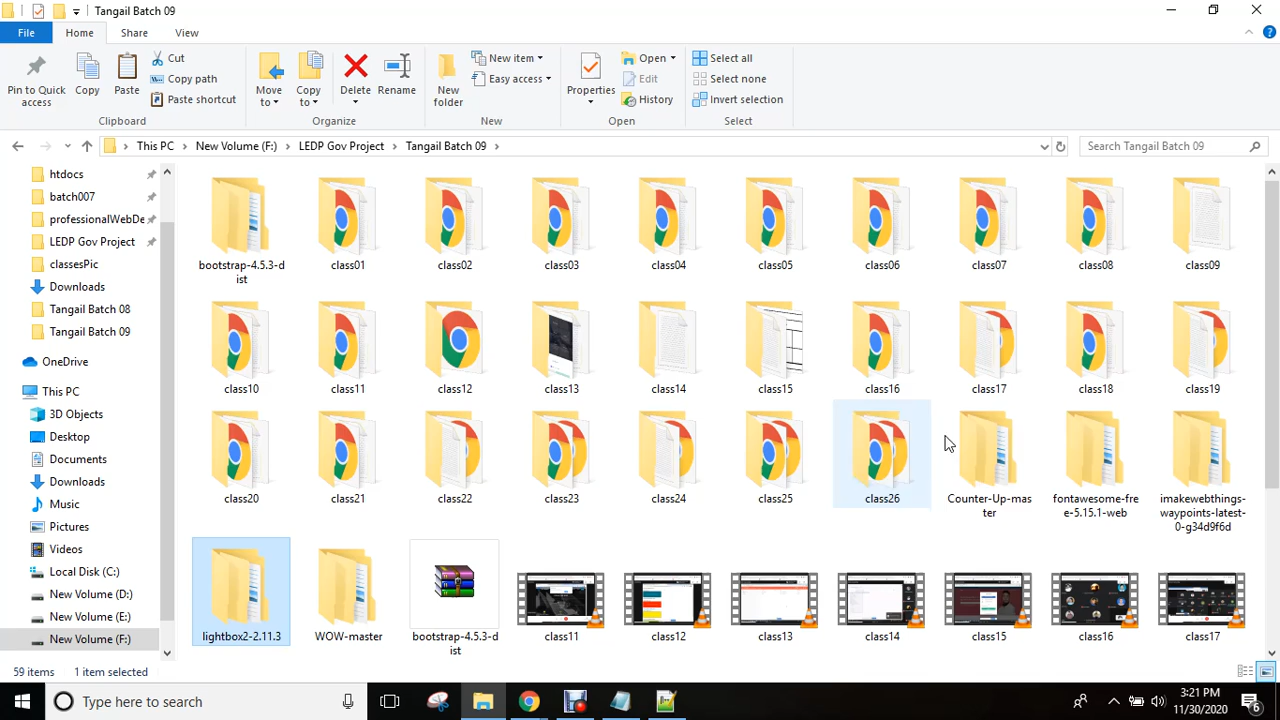 Tangail Batch 09
File Home Share View
Pin to Quick access
Copy
Paste
Cut
Copy path
Paste shortcut
Clipboard
Move to
Copy to
Delete
Rename
Organize
New folder
New item
Easy access
New
Properties
Open
Edit
History
Open
Select all
Select none
Invert selection
Select
This PC > New Volume (F:) > LEDP Gov Project > Tangail Batch 09 >
Search Tangail Batch 09
htdocs
batch007
professionalWebDe
LEDP Gov Project
classesPic
Downloads
Tangail Batch 08
Tangail Batch 09
OneDrive
This PC
3D Objects
Desktop
Documents
Downloads
Music
Pictures
Videos
Local Disk (C:)
New Volume (D:)
New Volume (E:)
New Volume (F:)
bootstrap-4.5.3-d
ist
class01 class02 class03 class04 class05 class06 class07 class08 class09
class10 class11 class12 class13 class14 class15 class16 class17 class18 class19
class20 class21 class22 class23 class24 class25 class26
Counter-Up-mas
ter
fontawesome-fre
e-5.15.1-web
imakewebthings-
waypoints-latest-
0-g34d9f6d
lightbox2-2.11.3
WOW-master
bootstrap-4.5.3-d
ist
class11 class12 class13 class14 class15 class16 class17
59 items 1 item selected
Type here to search
3:21 PM
11/30/2020
6